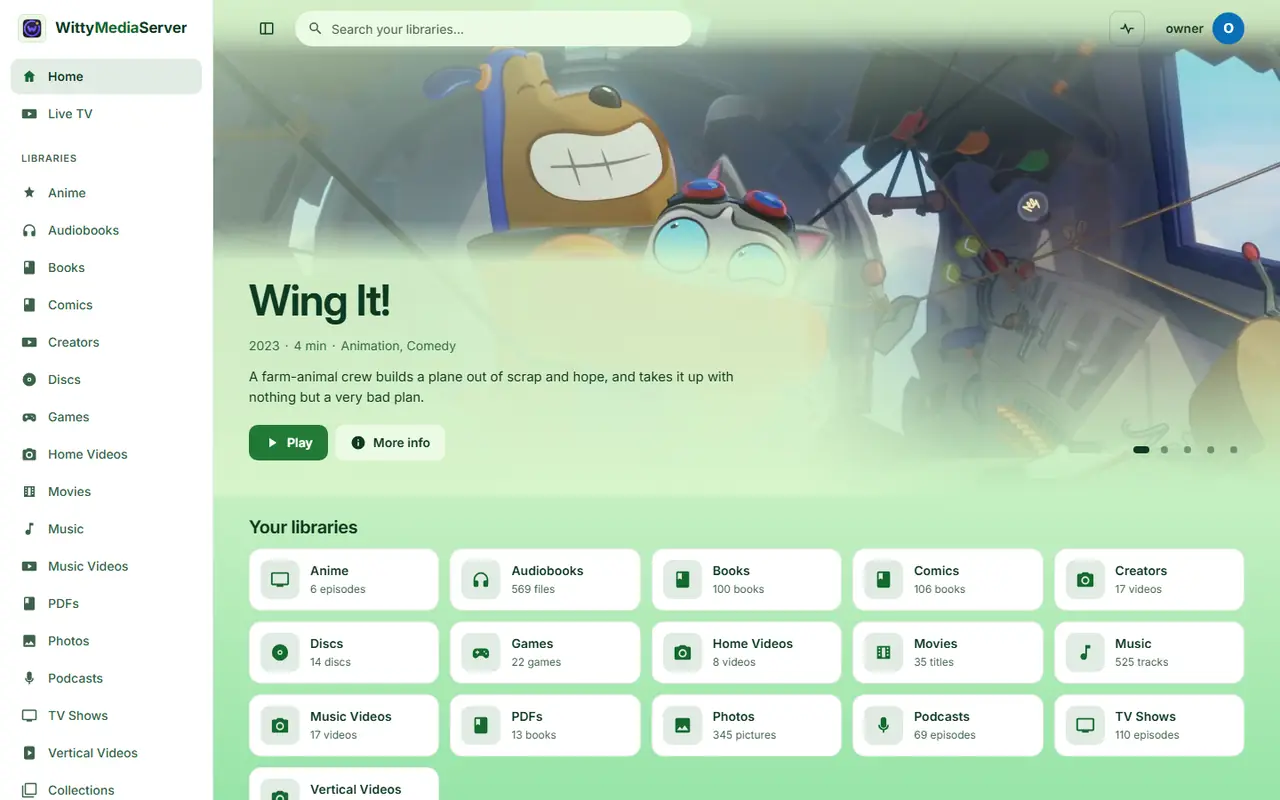 WittyMediaServer
Search your libraries...
owner
O
Home
Live TV
LIBRARIES
Anime
Audiobooks
Books
Comics
Creators
Discs
Games
Home Videos
Movies
Music
Music Videos
PDFs
Photos
Podcasts
TV Shows
Vertical Videos
Collections
Wing It!
2023 · 4 min · Animation, Comedy
A farm-animal crew builds a plane out of scrap and hope, and takes it up with
nothing but a very bad plan.
Play
More info
Your libraries
Anime
6 episodes
Audiobooks
569 files
Books
100 books
Comics
106 books
Creators
17 videos
Discs
14 discs
Games
22 games
Home Videos
8 videos
Movies
35 titles
Music
525 tracks
Music Videos
17 videos
PDFs
13 books
Photos
345 pictures
Podcasts
69 episodes
TV Shows
110 episodes
Vertical Videos